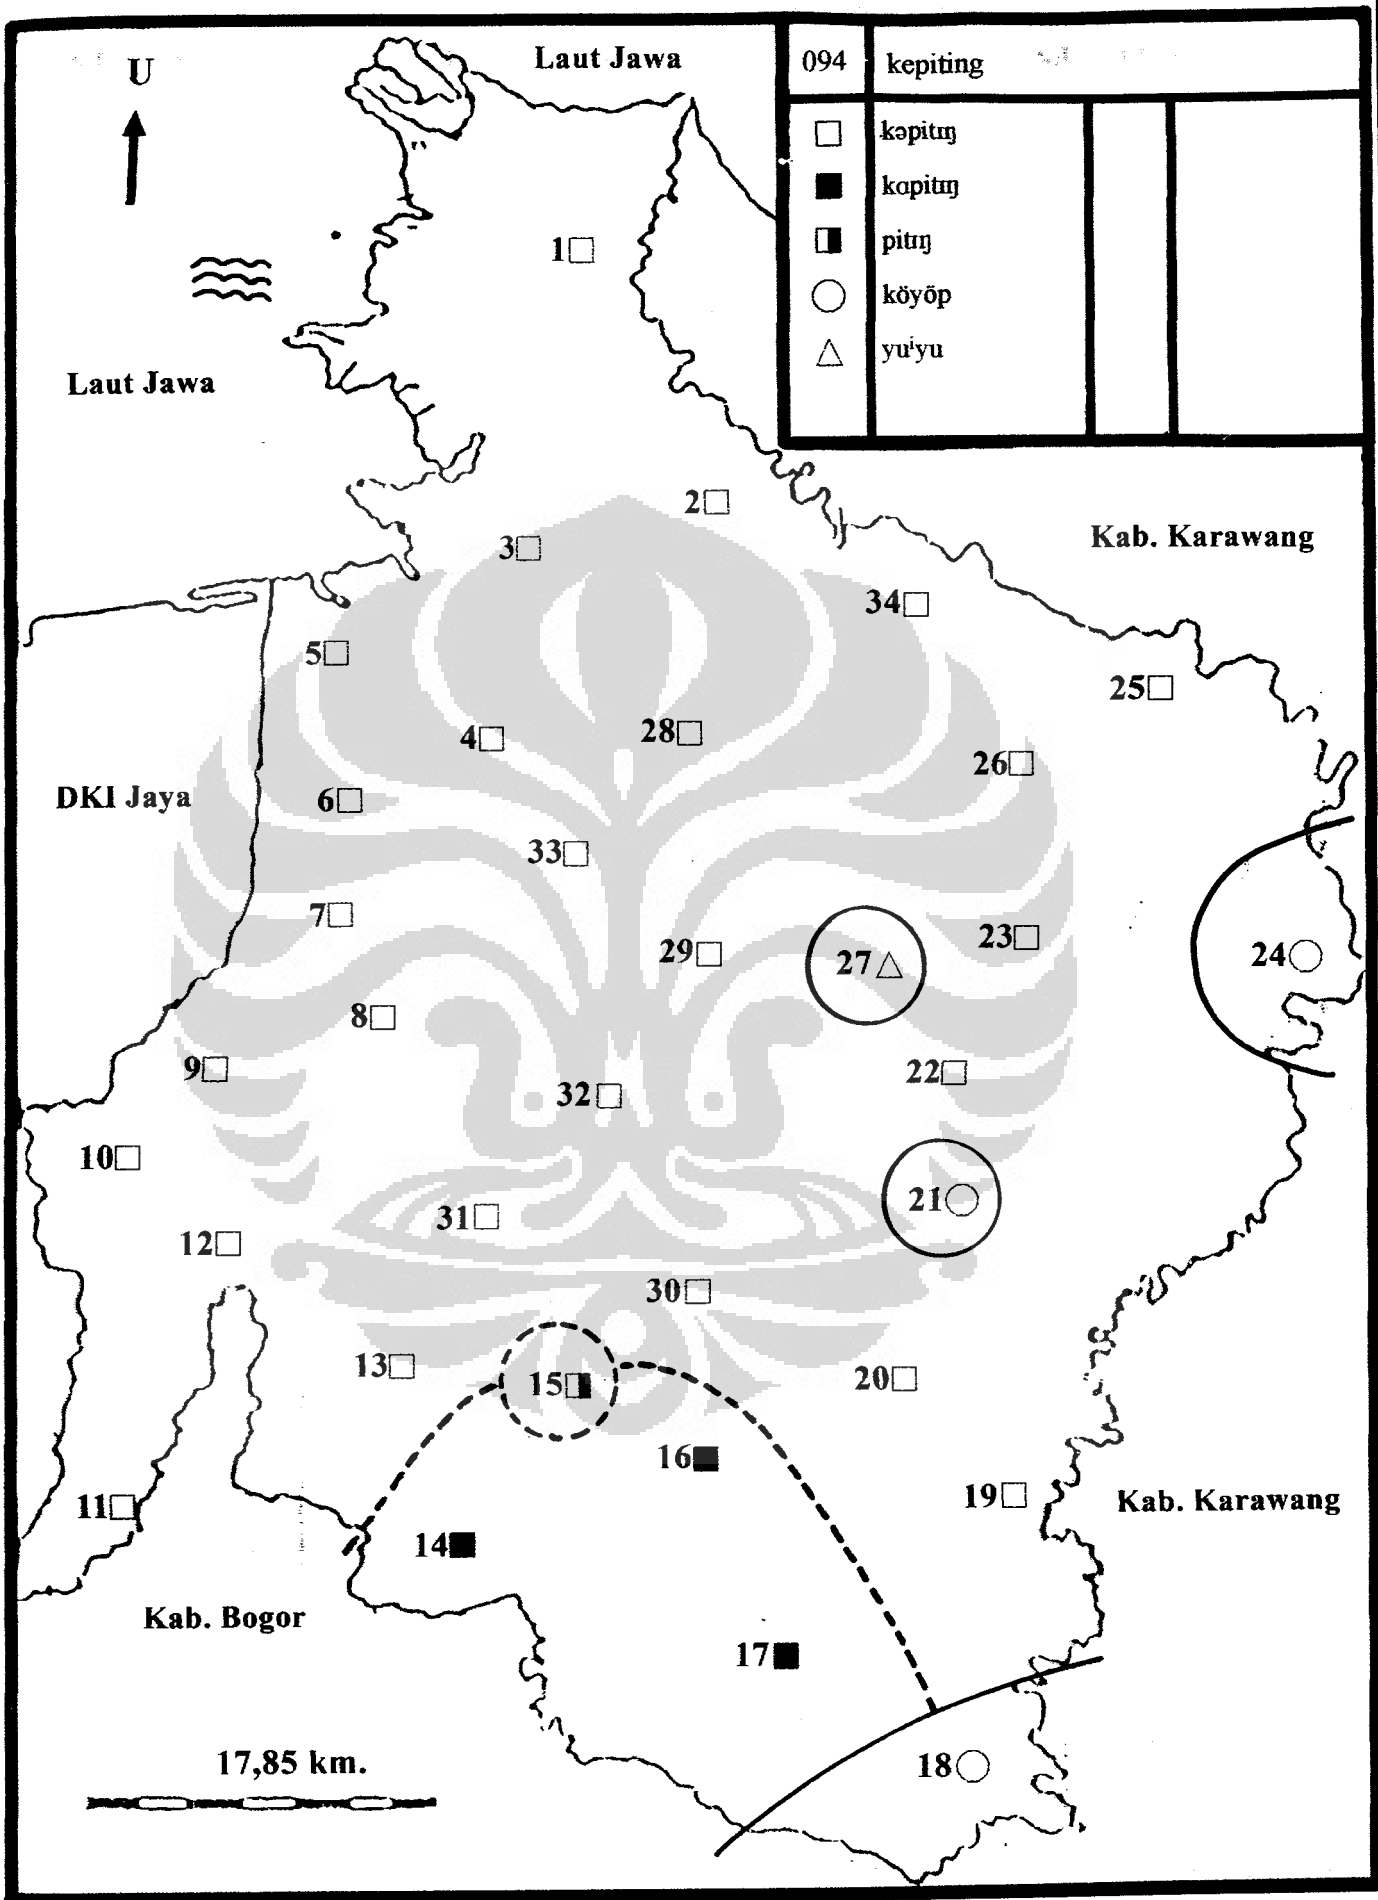 U
Laut Jawa
094 kepiting
kəpitɪŋ
kɑpitɪŋ
pitɪŋ
köyöp
yuⁱyu
1
Laut Jawa
2
Kab. Karawang
3
34
5
25
4
28
26
DKI Jaya
6
33
7
23
29
27
24
8
9
22
32
10
21
31
12
30
13
15
20
16
19
Kab. Karawang
11
14
Kab. Bogor
17
17,85 km.
18